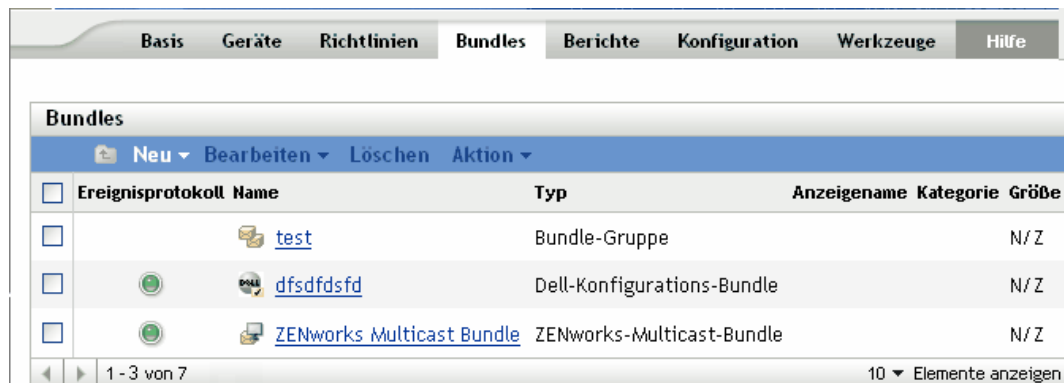 Basis Geräte Richtlinien Bundles Berichte Konfiguration Werkzeuge Hilfe
Bundles
Neu Bearbeiten Löschen Aktion
Ereignisprotokoll Name Typ Anzeigename Kategorie Größe
test Bundle-Gruppe N/Z
DELL dfsdfdsfd Dell-Konfigurations-Bundle N/Z
ZENworks Multicast Bundle ZENworks-Multicast-Bundle N/Z
1 - 3 von 7 10 Elemente anzeigen